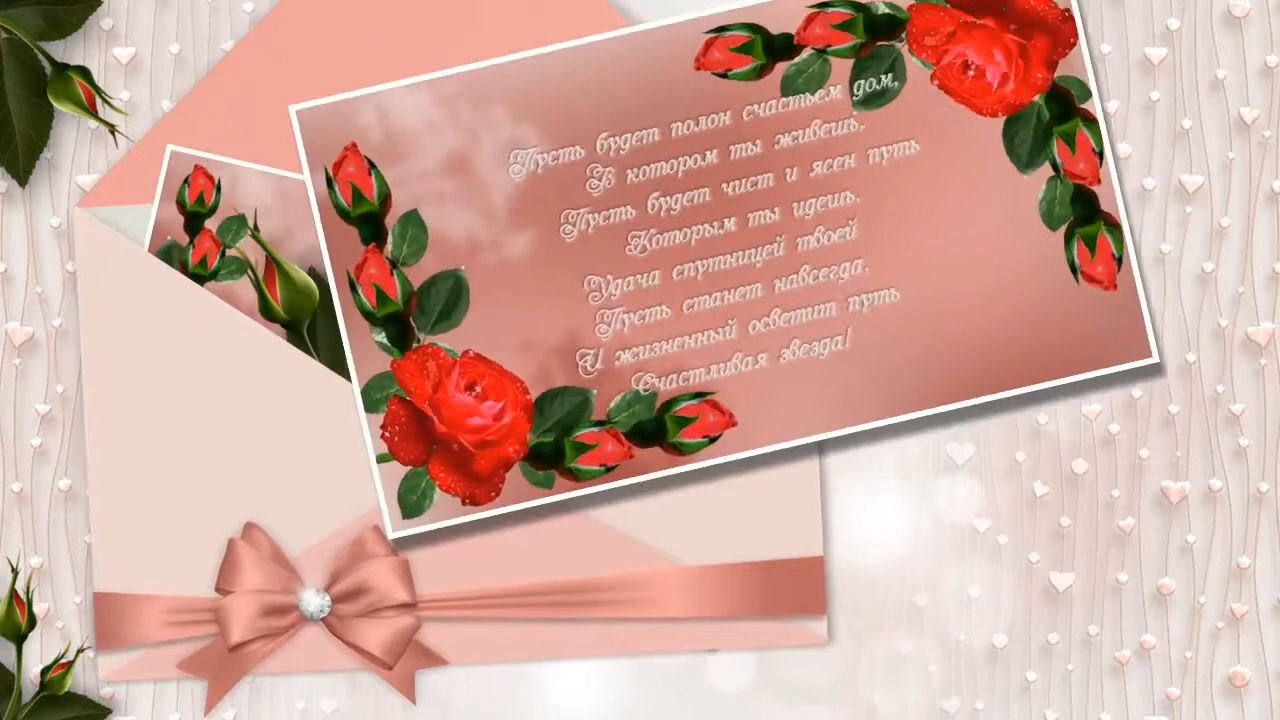 Пусть будет полон счастьем дом,
В котором ты живешь.
Пусть будет чист и ясен путь
Которым ты идешь.
Удача спутницей твоей
Пусть станет навсегда.
И жизненный осветит путь
Счастливая звезда!